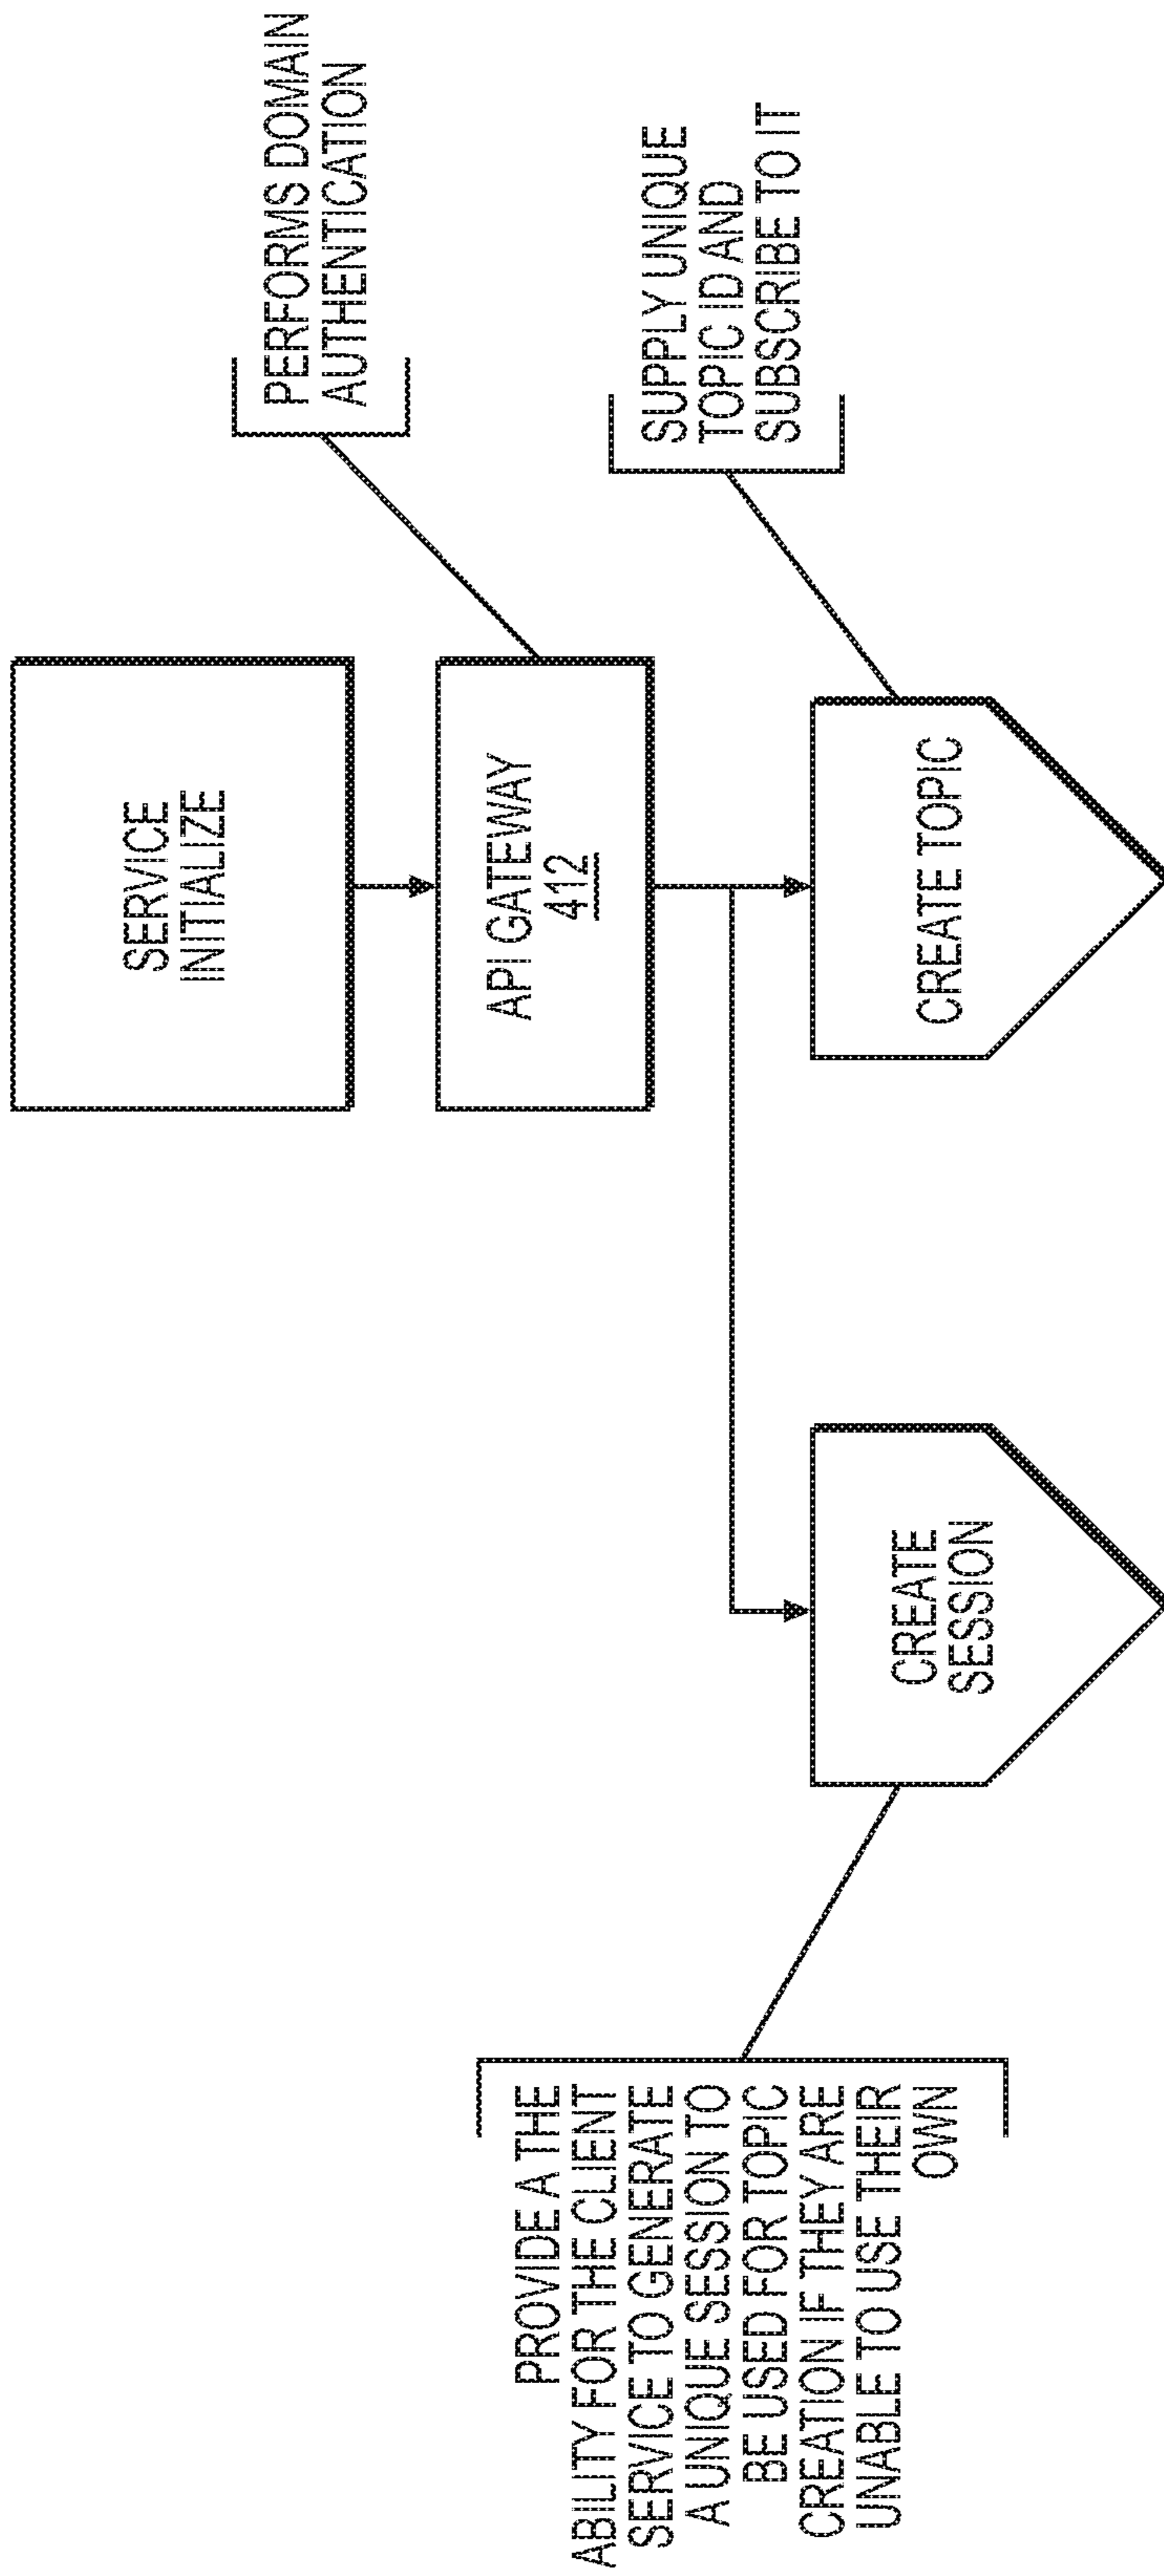 SERVICE
INITIALIZE
PERFORMS DOMAIN
AUTHENTICATION
API GATEWAY
412
SUPPLY UNIQUE
TOPIC ID AND
SUBSCRIBE TO IT
CREATE TOPIC
CREATE
SESSION
PROVIDE A THE
ABILITY FOR THE CLIENT
SERVICE TO GENERATE
A UNIQUE SESSION TO
BE USED FOR TOPIC
CREATION IF THEY ARE
UNABLE TO USE THEIR
OWN